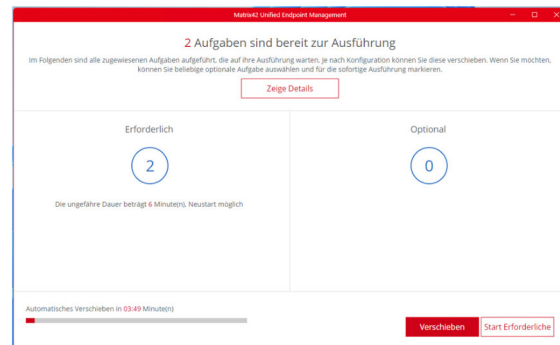 Matrix42 Unified Endpoint Management
2 Aufgaben sind bereit zur Ausführung
Im Folgenden sind alle zugewiesenen Aufgaben aufgeführt, die auf ihre Ausführung warten. Je nach Konfiguration können Sie diese verschieben. Wenn Sie möchten,
können Sie beliebige optionale Aufgabe auswählen und für die sofortige Ausführung markieren.
Zeige Details
Erforderlich
2
Die ungefähre Dauer beträgt 6 Minute(n), Neustart möglich
Optional
0
Automatisches Verschieben in 03:49 Minute(n)
Verschieben
Start Erforderliche